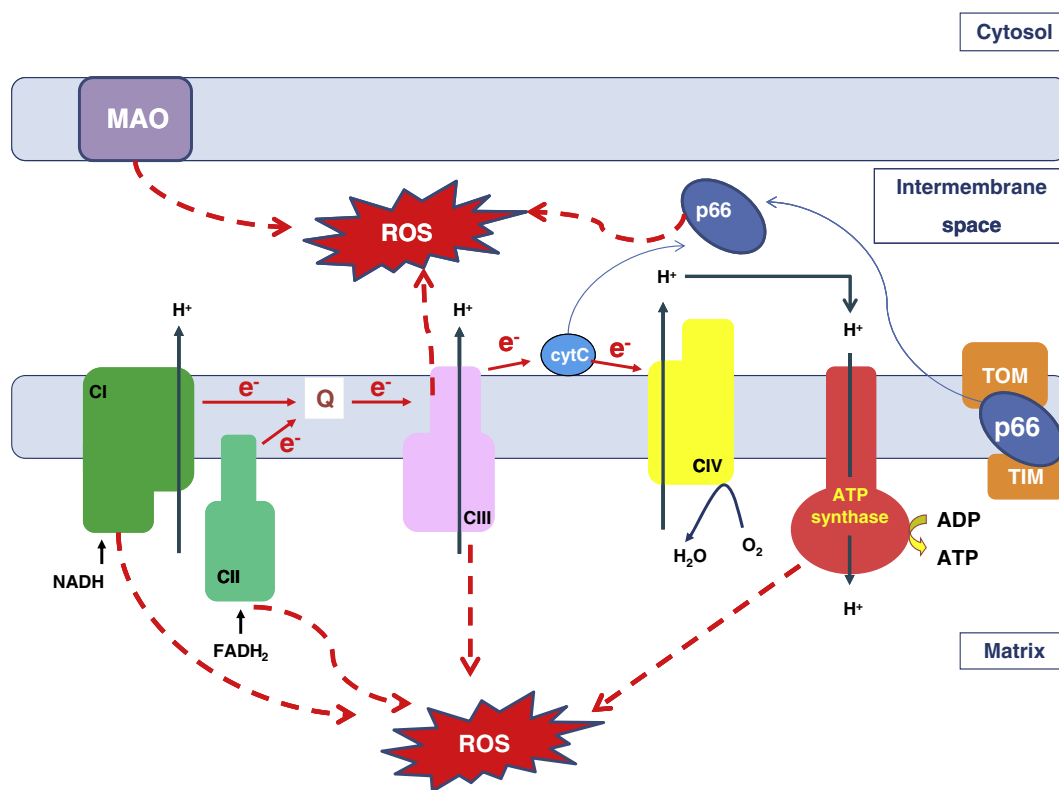 Cytosol
MAO
Intermembrane
space
p66
ROS
H⁺
H⁺
H⁺
H⁺
e⁻
cytC
e⁻
CI
e⁻
Q
e⁻
e⁻
TOM
p66
TIM
CIV
CIII
ATP
synthase
ADP
ATP
H₂O
O₂
NADH
CII
FADH₂
H⁺
Matrix
ROS